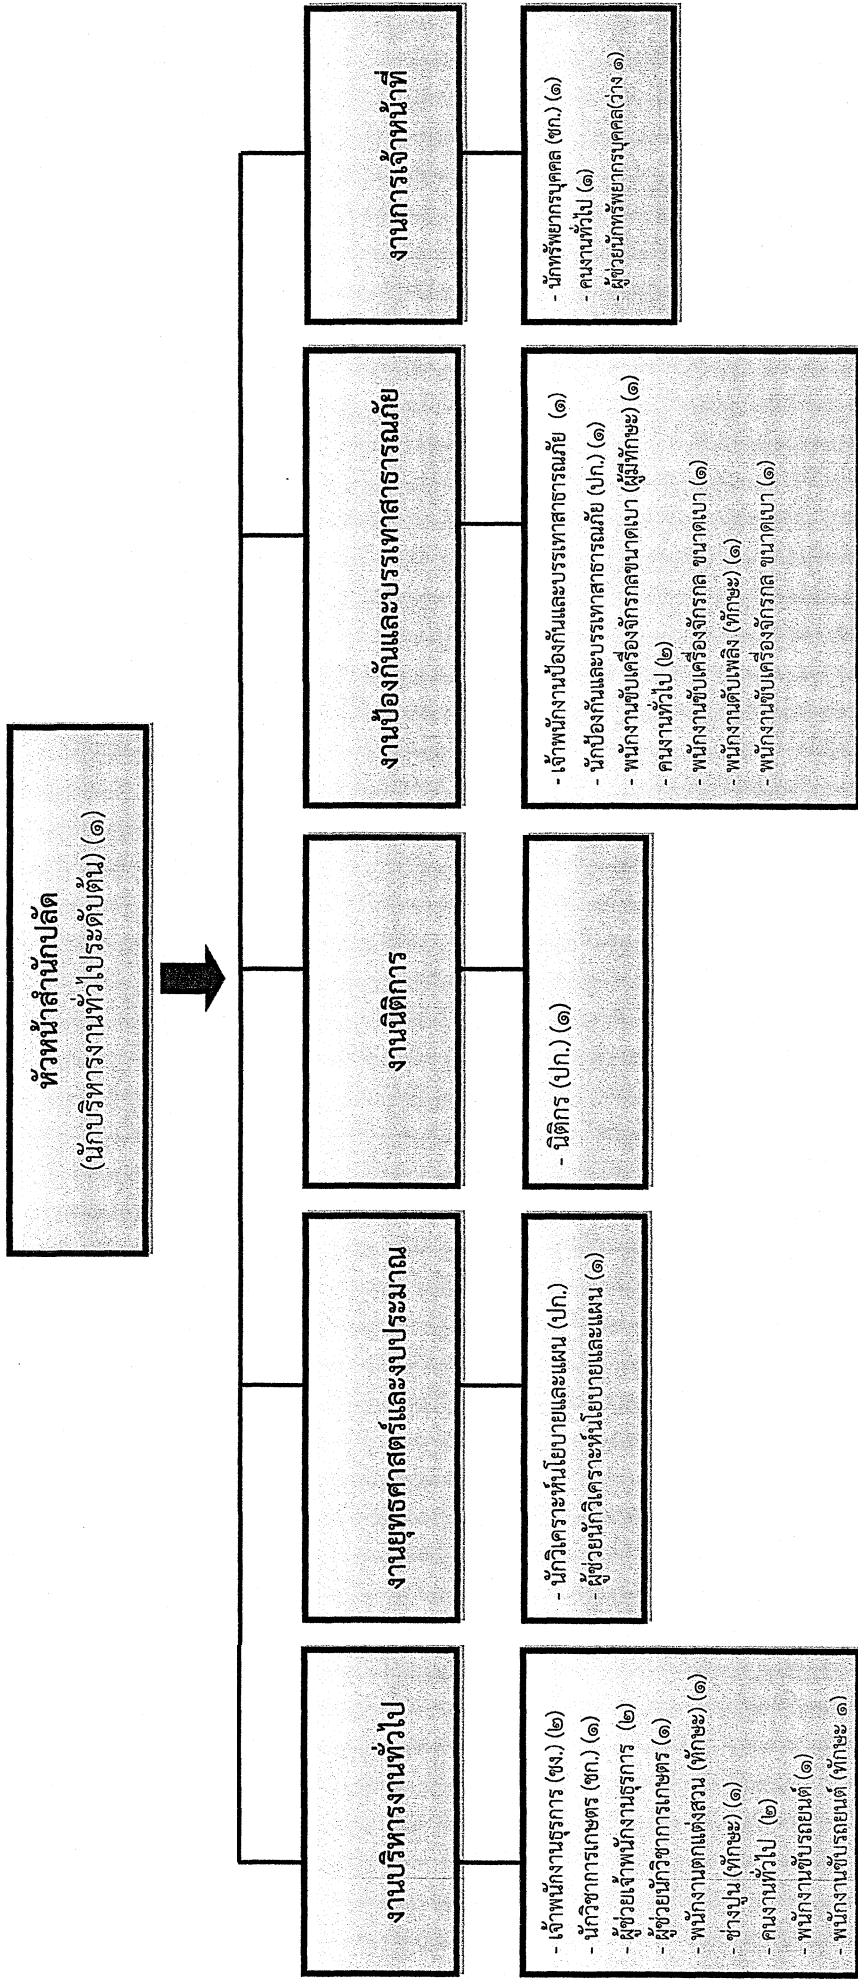 หัวหน้าสำนักปลัด
(นักบริหารงานทั่วไประดับต้น) (๑)
งานบริหารงานทั่วไป
- เจ้าพนักงานธุรการ (ชง.) (๒)
- นักวิชาการเกษตร (ชก.) (๑)
- ผู้ช่วยเจ้าพนักงานธุรการ (๒)
- ผู้ช่วยนักวิชาการเกษตร (๑)
- พนักงานตกแต่งสวน (ทักษะ) (๑)
- ช่างปูน (ทักษะ) (๑)
- คนงานทั่วไป (๒)
- พนักงานขับรถยนต์ (๑)
- พนักงานขับรถยนต์ (ทักษะ ๑)
งานยุทธศาสตร์และงบประมาณ
- นักวิเคราะห์นโยบายและแผน (ปก.)
- ผู้ช่วยนักวิเคราะห์นโยบายและแผน (๑)
งานนิติการ
- นิติกร (ปก.) (๑)
งานป้องกันและบรรเทาสาธารณภัย
- เจ้าพนักงานป้องกันและบรรเทาสาธารณภัย (๑)
- นักป้องกันและบรรเทาสาธารณภัย (ปก.) (๑)
- พนักงานขับเครื่องจักรกลขนาดเบา (ผู้มีทักษะ) (๑)
- คนงานทั่วไป (๒)
- พนักงานขับเครื่องจักรกล ขนาดเบา (๑)
- พนักงานดับเพลิง (ทักษะ) (๑)
- พนักงานขับเครื่องจักรกล ขนาดเบา (๑)
งานการเจ้าหน้าที่
- นักทรัพยากรบุคคล (ชก.) (๑)
- คนงานทั่วไป (๑)
- ผู้ช่วยนักทรัพยากรบุคคล(ว่าง ๑)